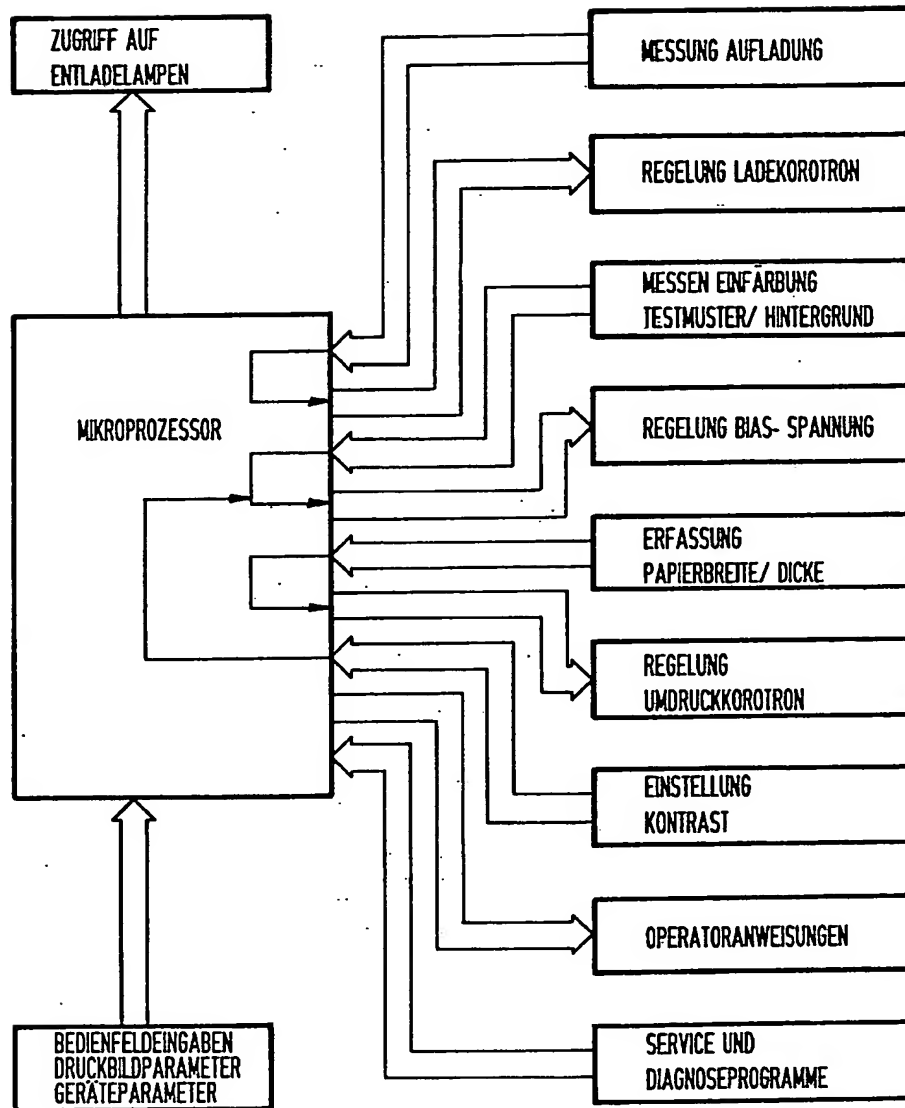 ZUGRIFF AUF
ENTLADELAMPEN
MIKROPROZESSOR
BEDIENFELDEINGABEN
DRUCKBILDPARAMETER
GERÄTEPARAMETER
MESSUNG AUFLADUNG
REGELUNG LADEKOROTRON
MESSEN EINFÄRBUNG
TESTMUSTER/ HINTERGRUND
REGELUNG BIAS- SPANNUNG
ERFASSUNG
PAPIERBREITE/ DICKE
REGELUNG
UMDRUCKKOROTRON
EINSTELLUNG
KONTRAST
OPERATORANWEISUNGEN
SERVICE UND
DIAGNOSEPROGRAMME